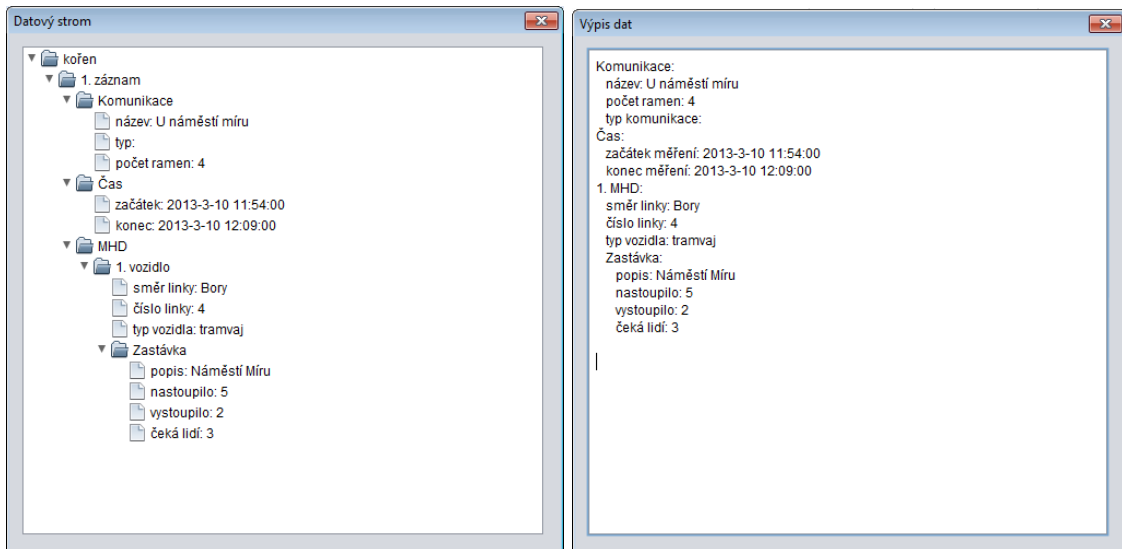 Datový strom
kořen
1. záznam
Komunikace
název: U náměstí míru
typ:
počet ramen: 4
Čas
začátek: 2013-3-10 11:54:00
konec: 2013-3-10 12:09:00
MHD
1. vozidlo
směr linky: Bory
číslo linky: 4
typ vozidla: tramvaj
Zastávka
popis: Náměstí Míru
nastoupilo: 5
vystoupilo: 2
čeká lidí: 3
Výpis dat
Komunikace:
název: U náměstí míru
počet ramen: 4
typ komunikace:
Čas:
začátek měření: 2013-3-10 11:54:00
konec měření: 2013-3-10 12:09:00
1. MHD:
směr linky: Bory
číslo linky: 4
typ vozidla: tramvaj
Zastávka:
popis: Náměstí Míru
nastoupilo: 5
vystoupilo: 2
čeká lidí: 3